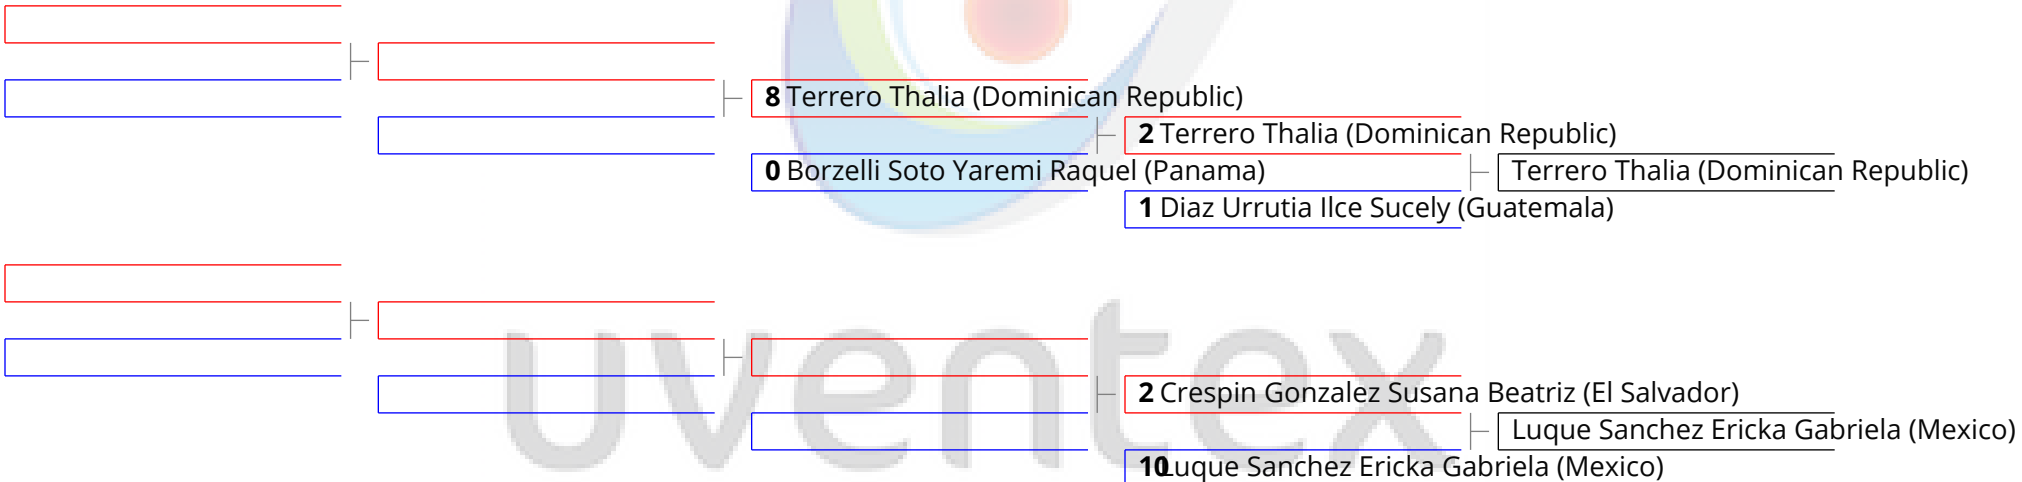 8 Terrero Thalia (Dominican Republic)
2 Terrero Thalia (Dominican Republic)
0 Borzelli Soto Yaremi Raquel (Panama)
Terrero Thalia (Dominican Republic)
1 Diaz Urrutia Ilce Sucely (Guatemala)
uventex
2 Crespin Gonzalez Susana Beatriz (El Salvador)
Luque Sanchez Ericka Gabriela (Mexico)
10 Luque Sanchez Ericka Gabriela (Mexico)